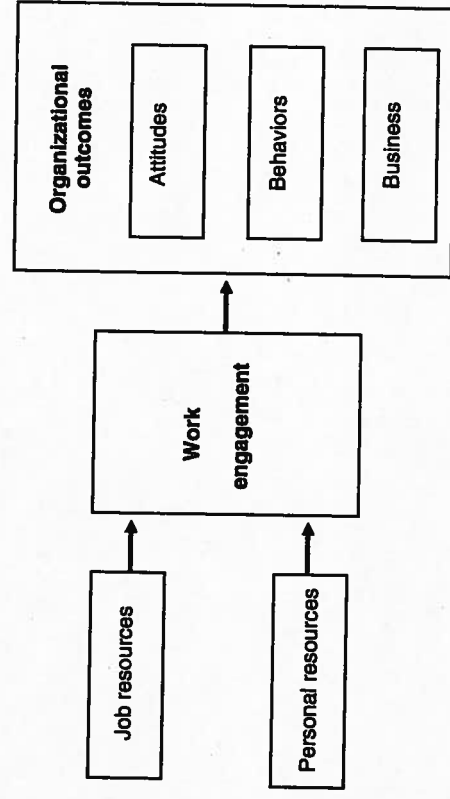 Job resources
Personal resources
Work
engagement
Organizational
outcomes
Attitudes
Behaviors
Business